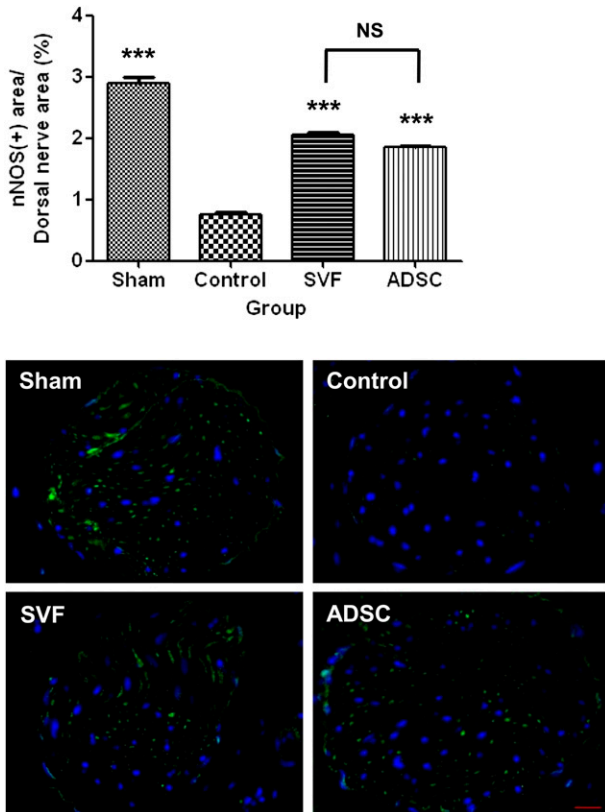 nNOS(+) area/
Dorsal nerve area (%)
4
3
2
1
0
***
***
***
NS
Sham
Control
SVF
ADSC
Group
Sham
Control
SVF
ADSC